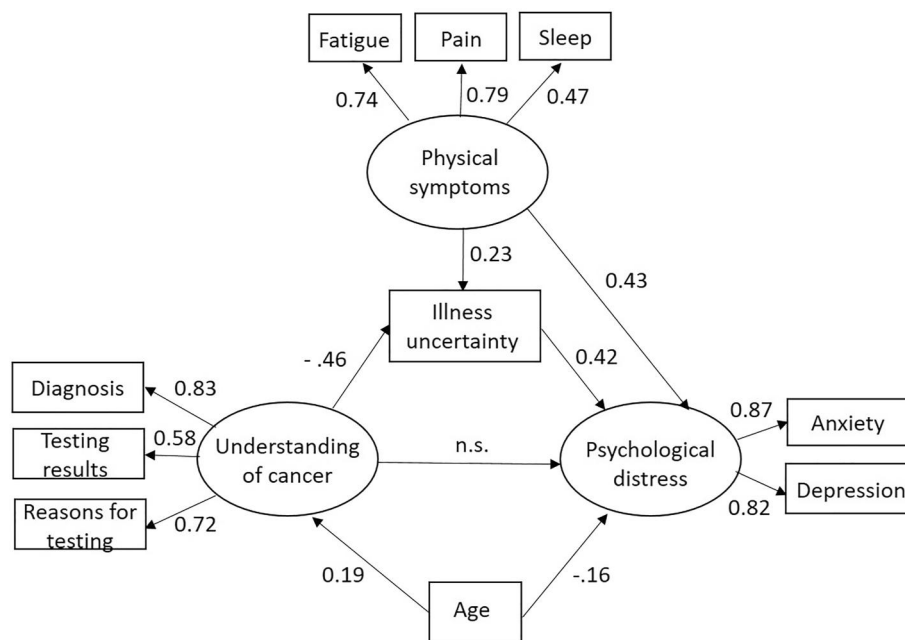 Fatigue
Pain
Sleep
0.74
0.79
0.47
Physical
symptoms
0.23
0.43
Illness
uncertainty
- .46
0.42
Diagnosis
0.83
Testing
results
0.58
Reasons for
testing
0.72
Understanding
of cancer
n.s.
Psychological
distress
0.87
Anxiety
0.82
Depression
0.19
-.16
Age